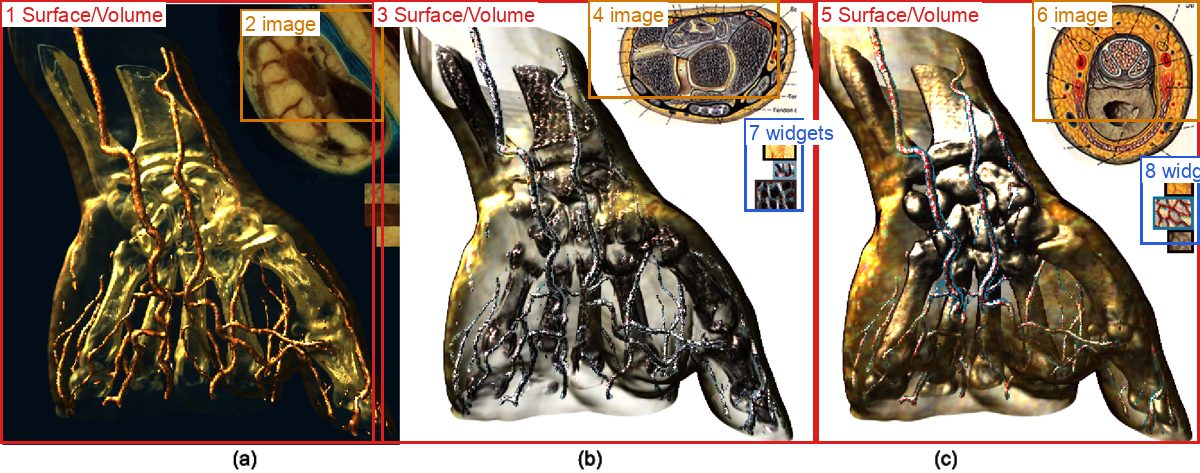 1 Surface/Volume
2 image
3 Surface/Volume
4 image
5 Surface/Volume
6 image
7 widgets
8 widg
Tendon
(a)
(b)
(c)